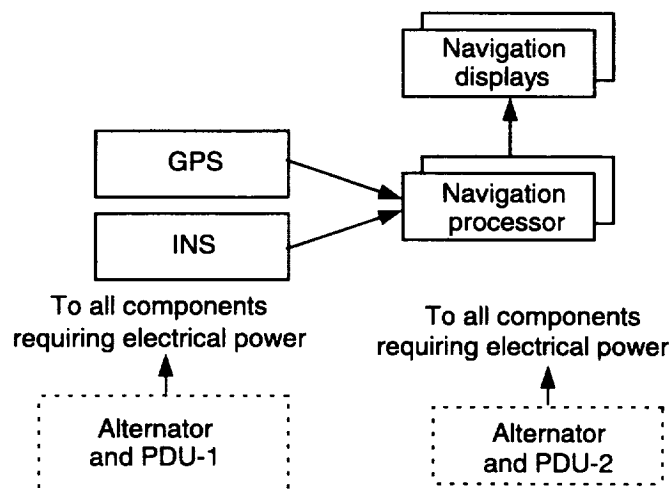 Navigation
displays
GPS
Navigation
processor
INS
To all components
requiring electrical power
To all components
requiring electrical power
Alternator
and PDU-1
Alternator
and PDU-2